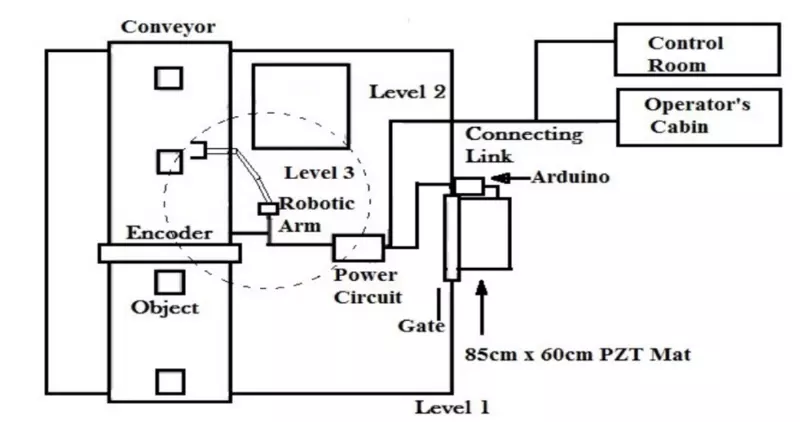 Conveyor
Control
Room
Level 2
Operator's
Cabin
Connecting
Link
Level 3
Arduino
Robotic
Arm
Encoder
Power
Circuit
Object
Gate
85cm x 60cm PZT Mat
Level 1